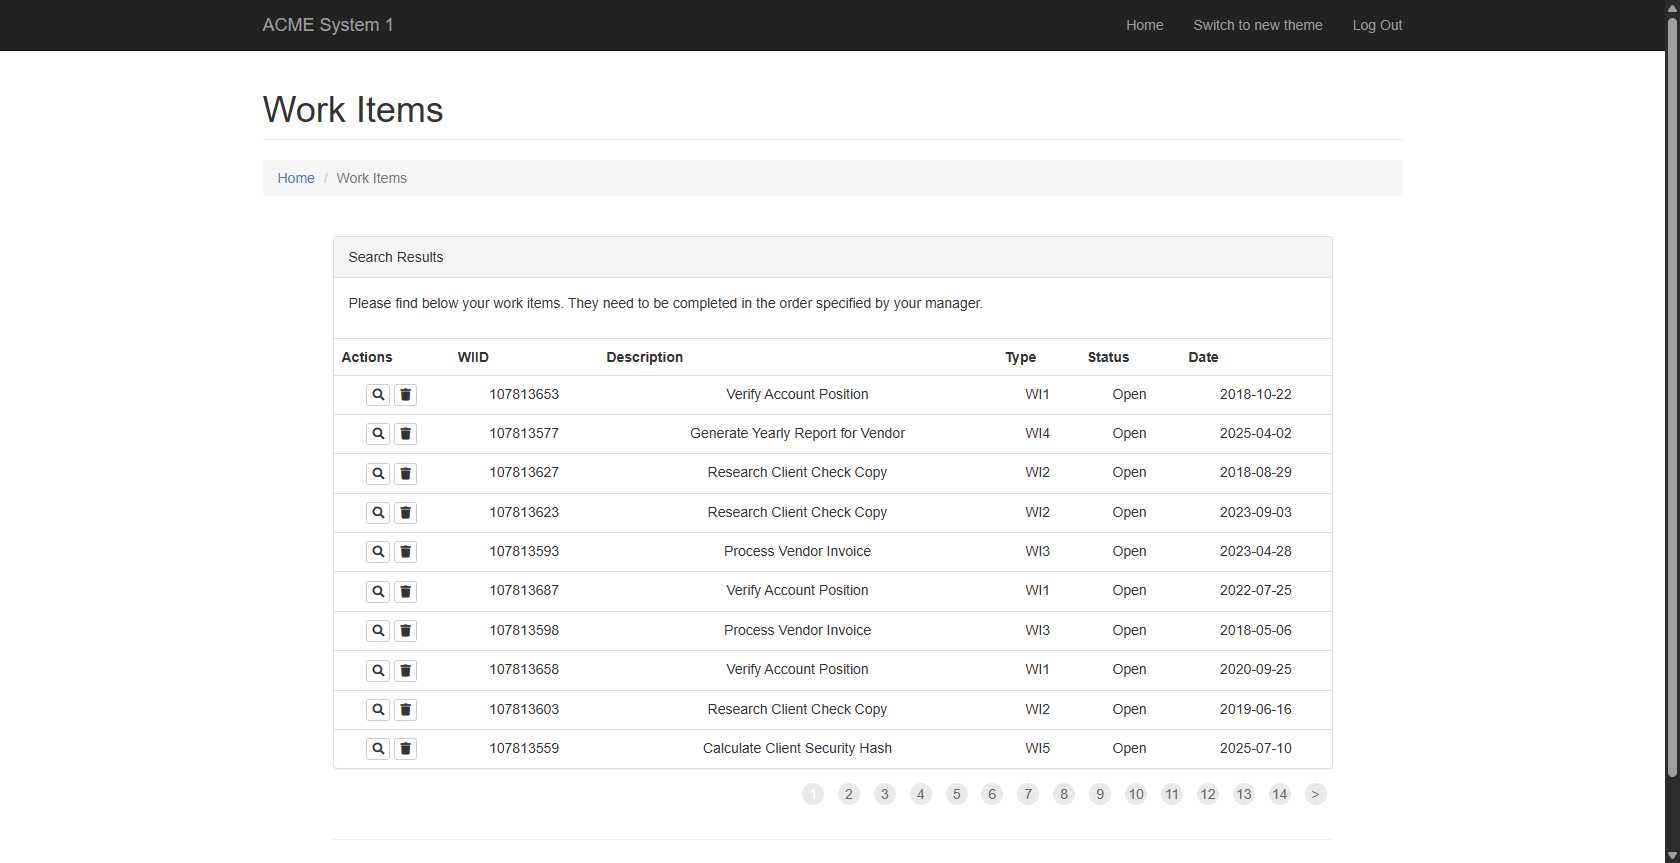 ACME System 1 Home Switch to new theme Log Out
Work Items
Home / Work Items
Search Results
Please find below your work items. They need to be completed in the order specified by your manager.
Actions WIID Description Type Status Date
107813653 Verify Account Position WI1 Open 2018-10-22
107813577 Generate Yearly Report for Vendor WI4 Open 2025-04-02
107813627 Research Client Check Copy WI2 Open 2018-08-29
107813623 Research Client Check Copy WI2 Open 2023-09-03
107813593 Process Vendor Invoice WI3 Open 2023-04-28
107813687 Verify Account Position WI1 Open 2022-07-25
107813598 Process Vendor Invoice WI3 Open 2018-05-06
107813658 Verify Account Position WI1 Open 2020-09-25
107813603 Research Client Check Copy WI2 Open 2019-06-16
107813559 Calculate Client Security Hash WI5 Open 2025-07-10
1 2 3 4 5 6 7 8 9 10 11 12 13 14 >